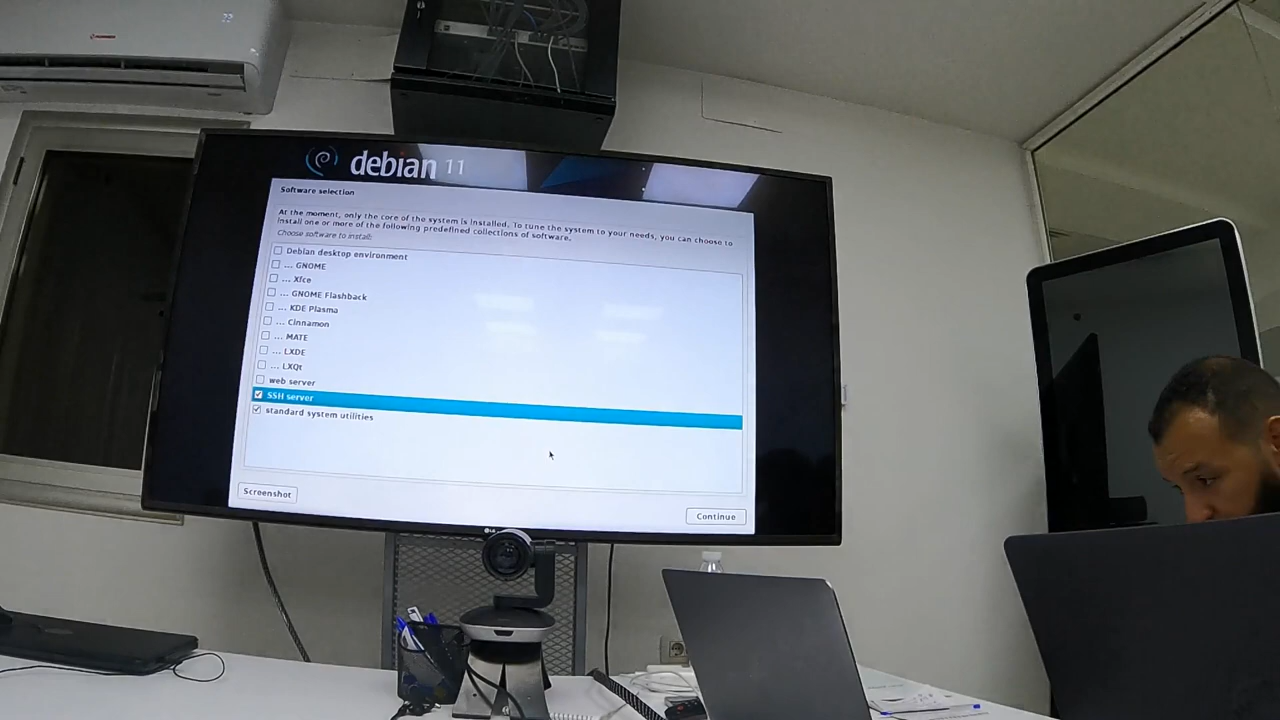 debian 11
Software selection
At the moment, only the core of the system is installed. To tune the system to your needs, you can choose to
install one or more of the following predefined collections of software.
Choose software to install:
Debian desktop environment
... GNOME
... Xfce
... GNOME Flashback
... KDE Plasma
... Cinnamon
... MATE
... LXDE
... LXQt
web server
SSH server
standard system utilities
Screenshot
Continue
LG